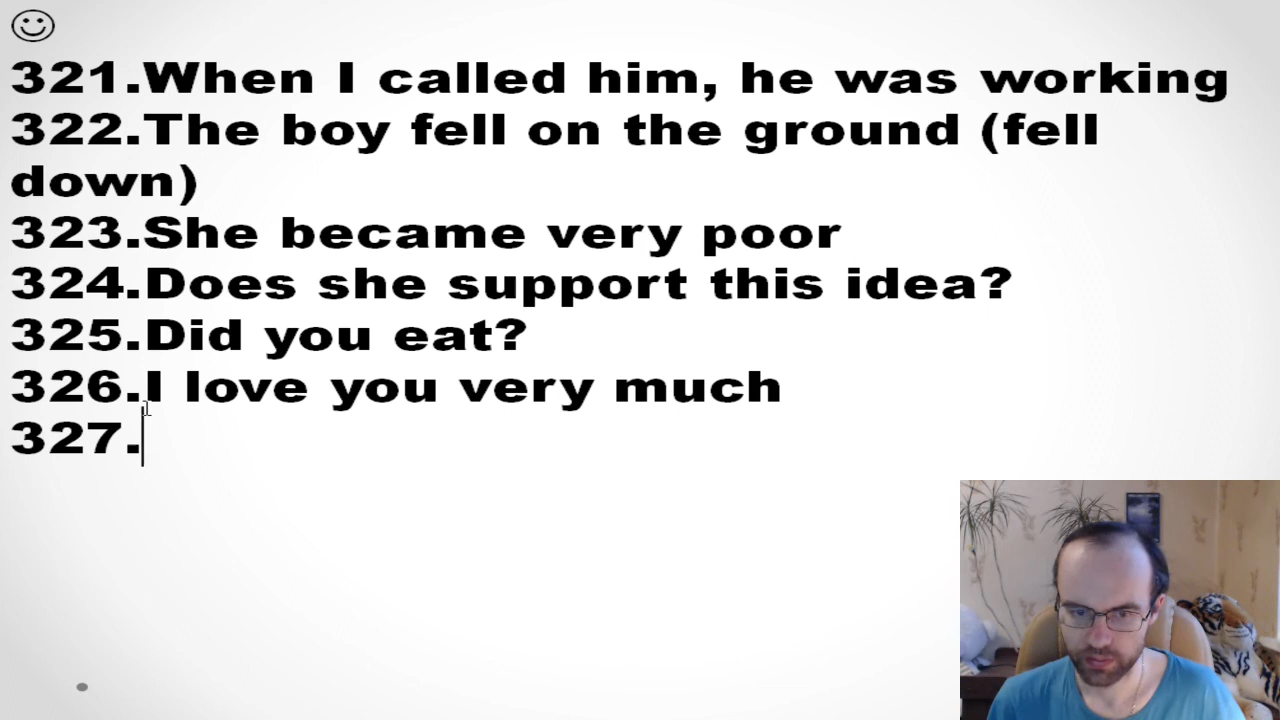 321.When I called him, he was working
322.The boy fell on the ground (fell
down)
323.She became very poor
324.Does she support this idea?
325.Did you eat?
326.I love you very much
327.